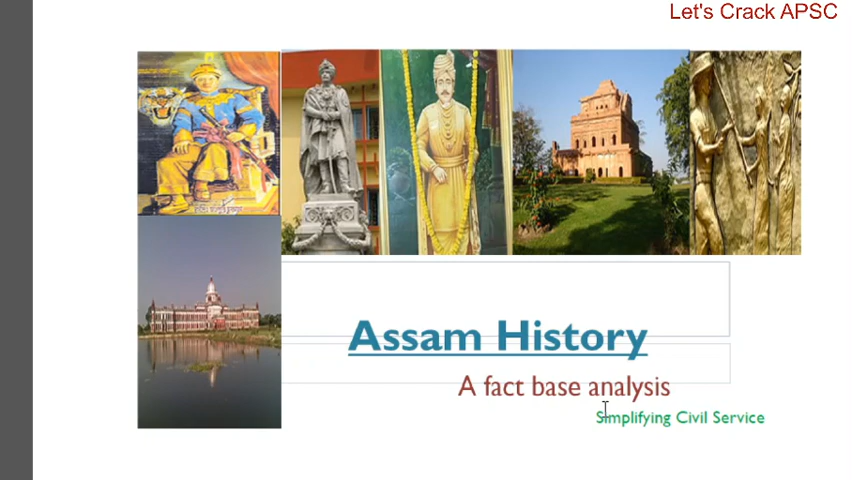 Let's Crack APSC
Assam History
A fact base analysis
Simplifying Civil Service